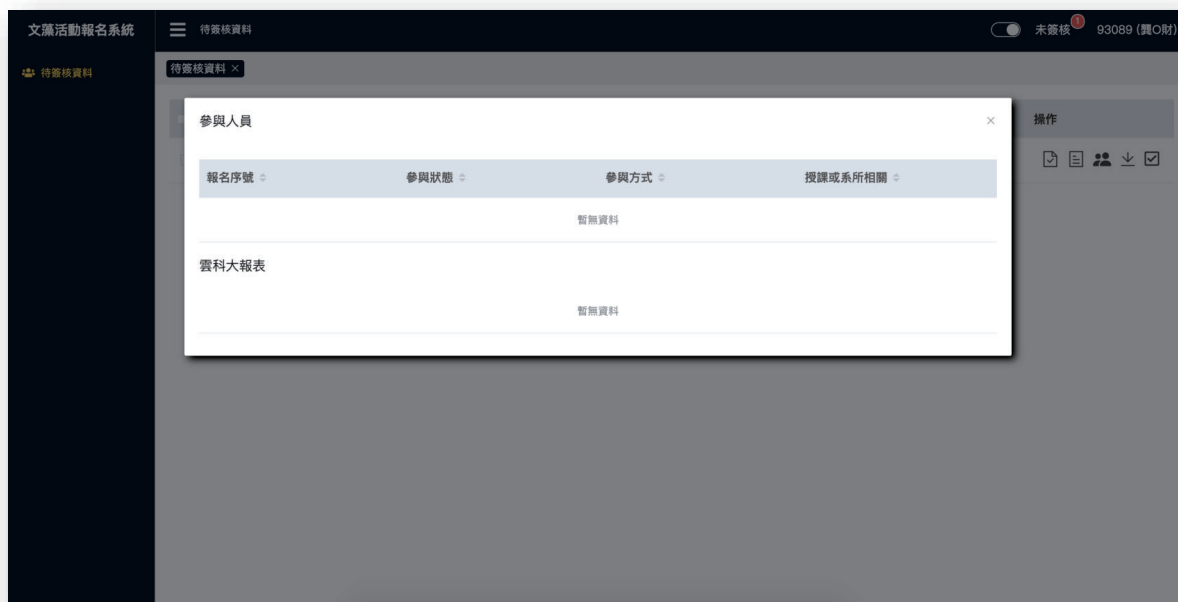 文藻活動報名系統 待簽核資料 未簽核 1 93089 (龔O財)
待簽核資料 待簽核資料 ×
參與人員 × 操作
報名序號 參與狀態 參與方式 授課或系所相關
暫無資料
雲科大報表
暫無資料